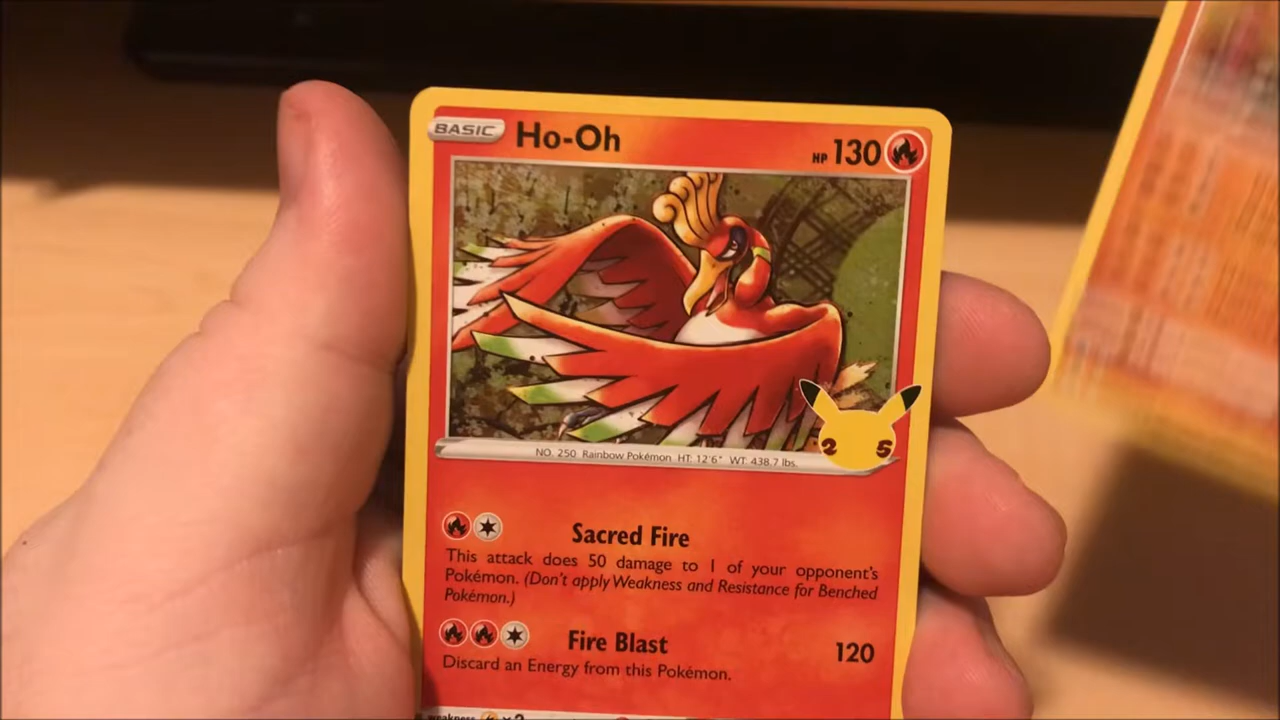 BASIC Ho-Oh HP 130
NO. 250 Rainbow Pokémon HT: 12'6" WT: 438.7 lbs.
2 5
Sacred Fire
This attack does 50 damage to 1 of your opponent's
Pokémon. (Don't apply Weakness and Resistance for Benched
Pokémon.)
Fire Blast 120
Discard an Energy from this Pokémon.
weakness ×2